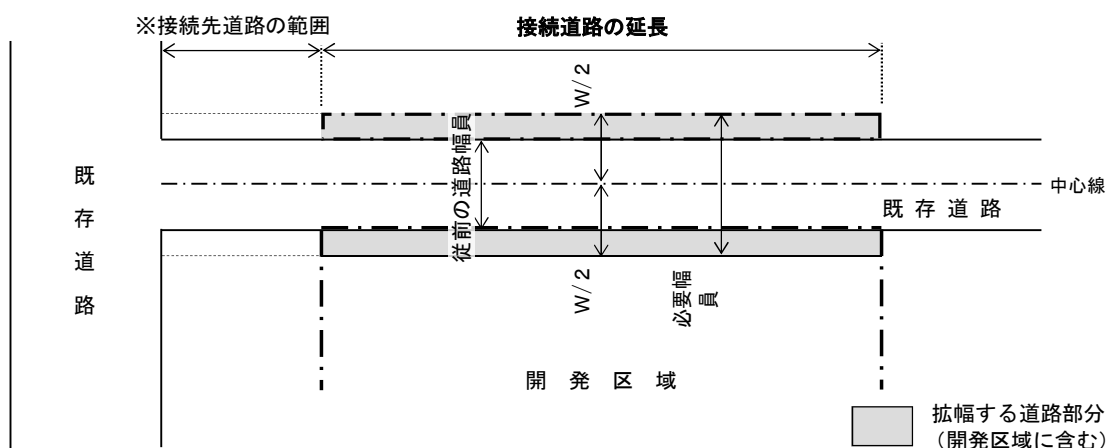 ※接続先道路の範囲
接続道路の延長
W/2
従前の道路幅員
既存道路
中心線
既存道路
W/2
必要幅
員
開発区域
拡幅する道路部分
(開発区域に含む)